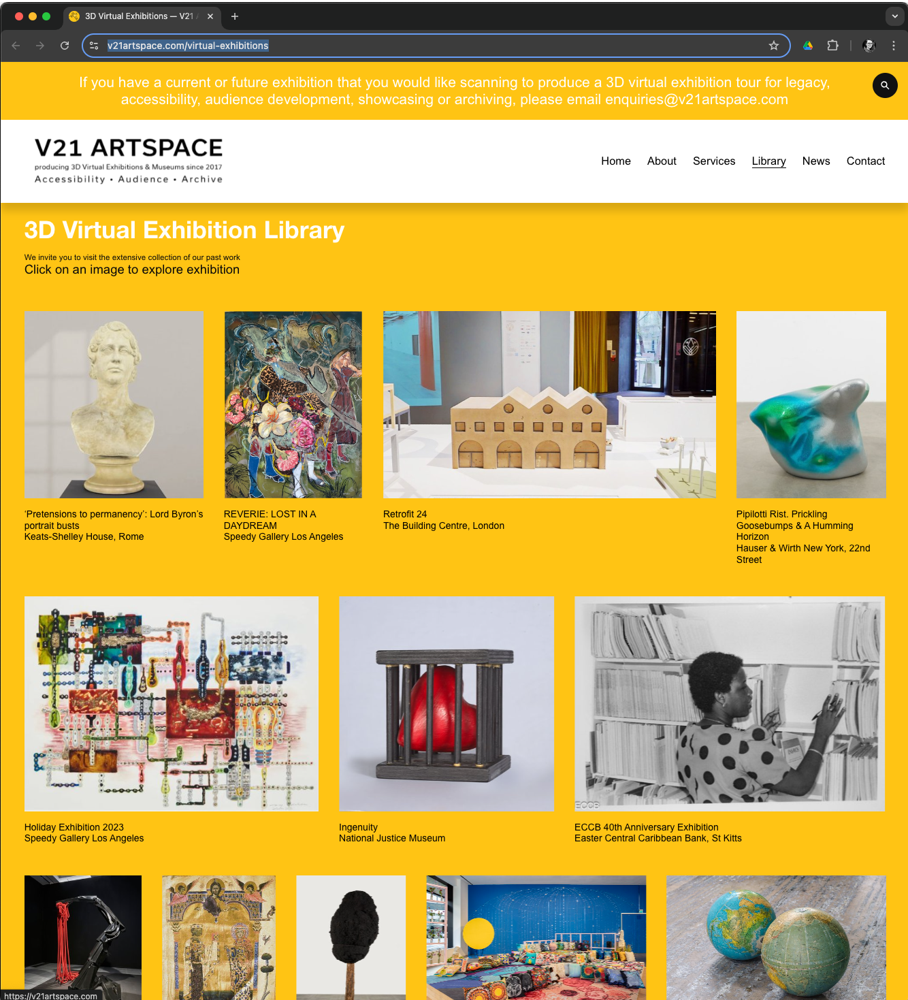 3D Virtual Exhibitions — V21
v21artspace.com/virtual-exhibitions
If you have a current or future exhibition that you would like scanning to produce a 3D virtual exhibition tour for legacy,
accessibility, audience development, showcasing or archiving, please email enquiries@v21artspace.com
V21 ARTSPACE
producing 3D Virtual Exhibitions & Museums since 2017
Accessibility • Audience • Archive
Home About Services Library News Contact
3D Virtual Exhibition Library
We invite you to visit the extensive collection of our past work
Click on an image to explore exhibition
‘Pretensions to permanency’: Lord Byron’s
portrait busts
Keats-Shelley House, Rome
REVERIE: LOST IN A
DAYDREAM
Speedy Gallery Los Angeles
Retrofit 24
The Building Centre, London
Pipilotti Rist. Prickling
Goosebumps & A Humming
Horizon
Hauser & Wirth New York, 22nd
Street
ECCB
Holiday Exhibition 2023
Speedy Gallery Los Angeles
Ingenuity
National Justice Museum
ECCB 40th Anniversary Exhibition
Easter Central Caribbean Bank, St Kitts
https://v21artspace.com